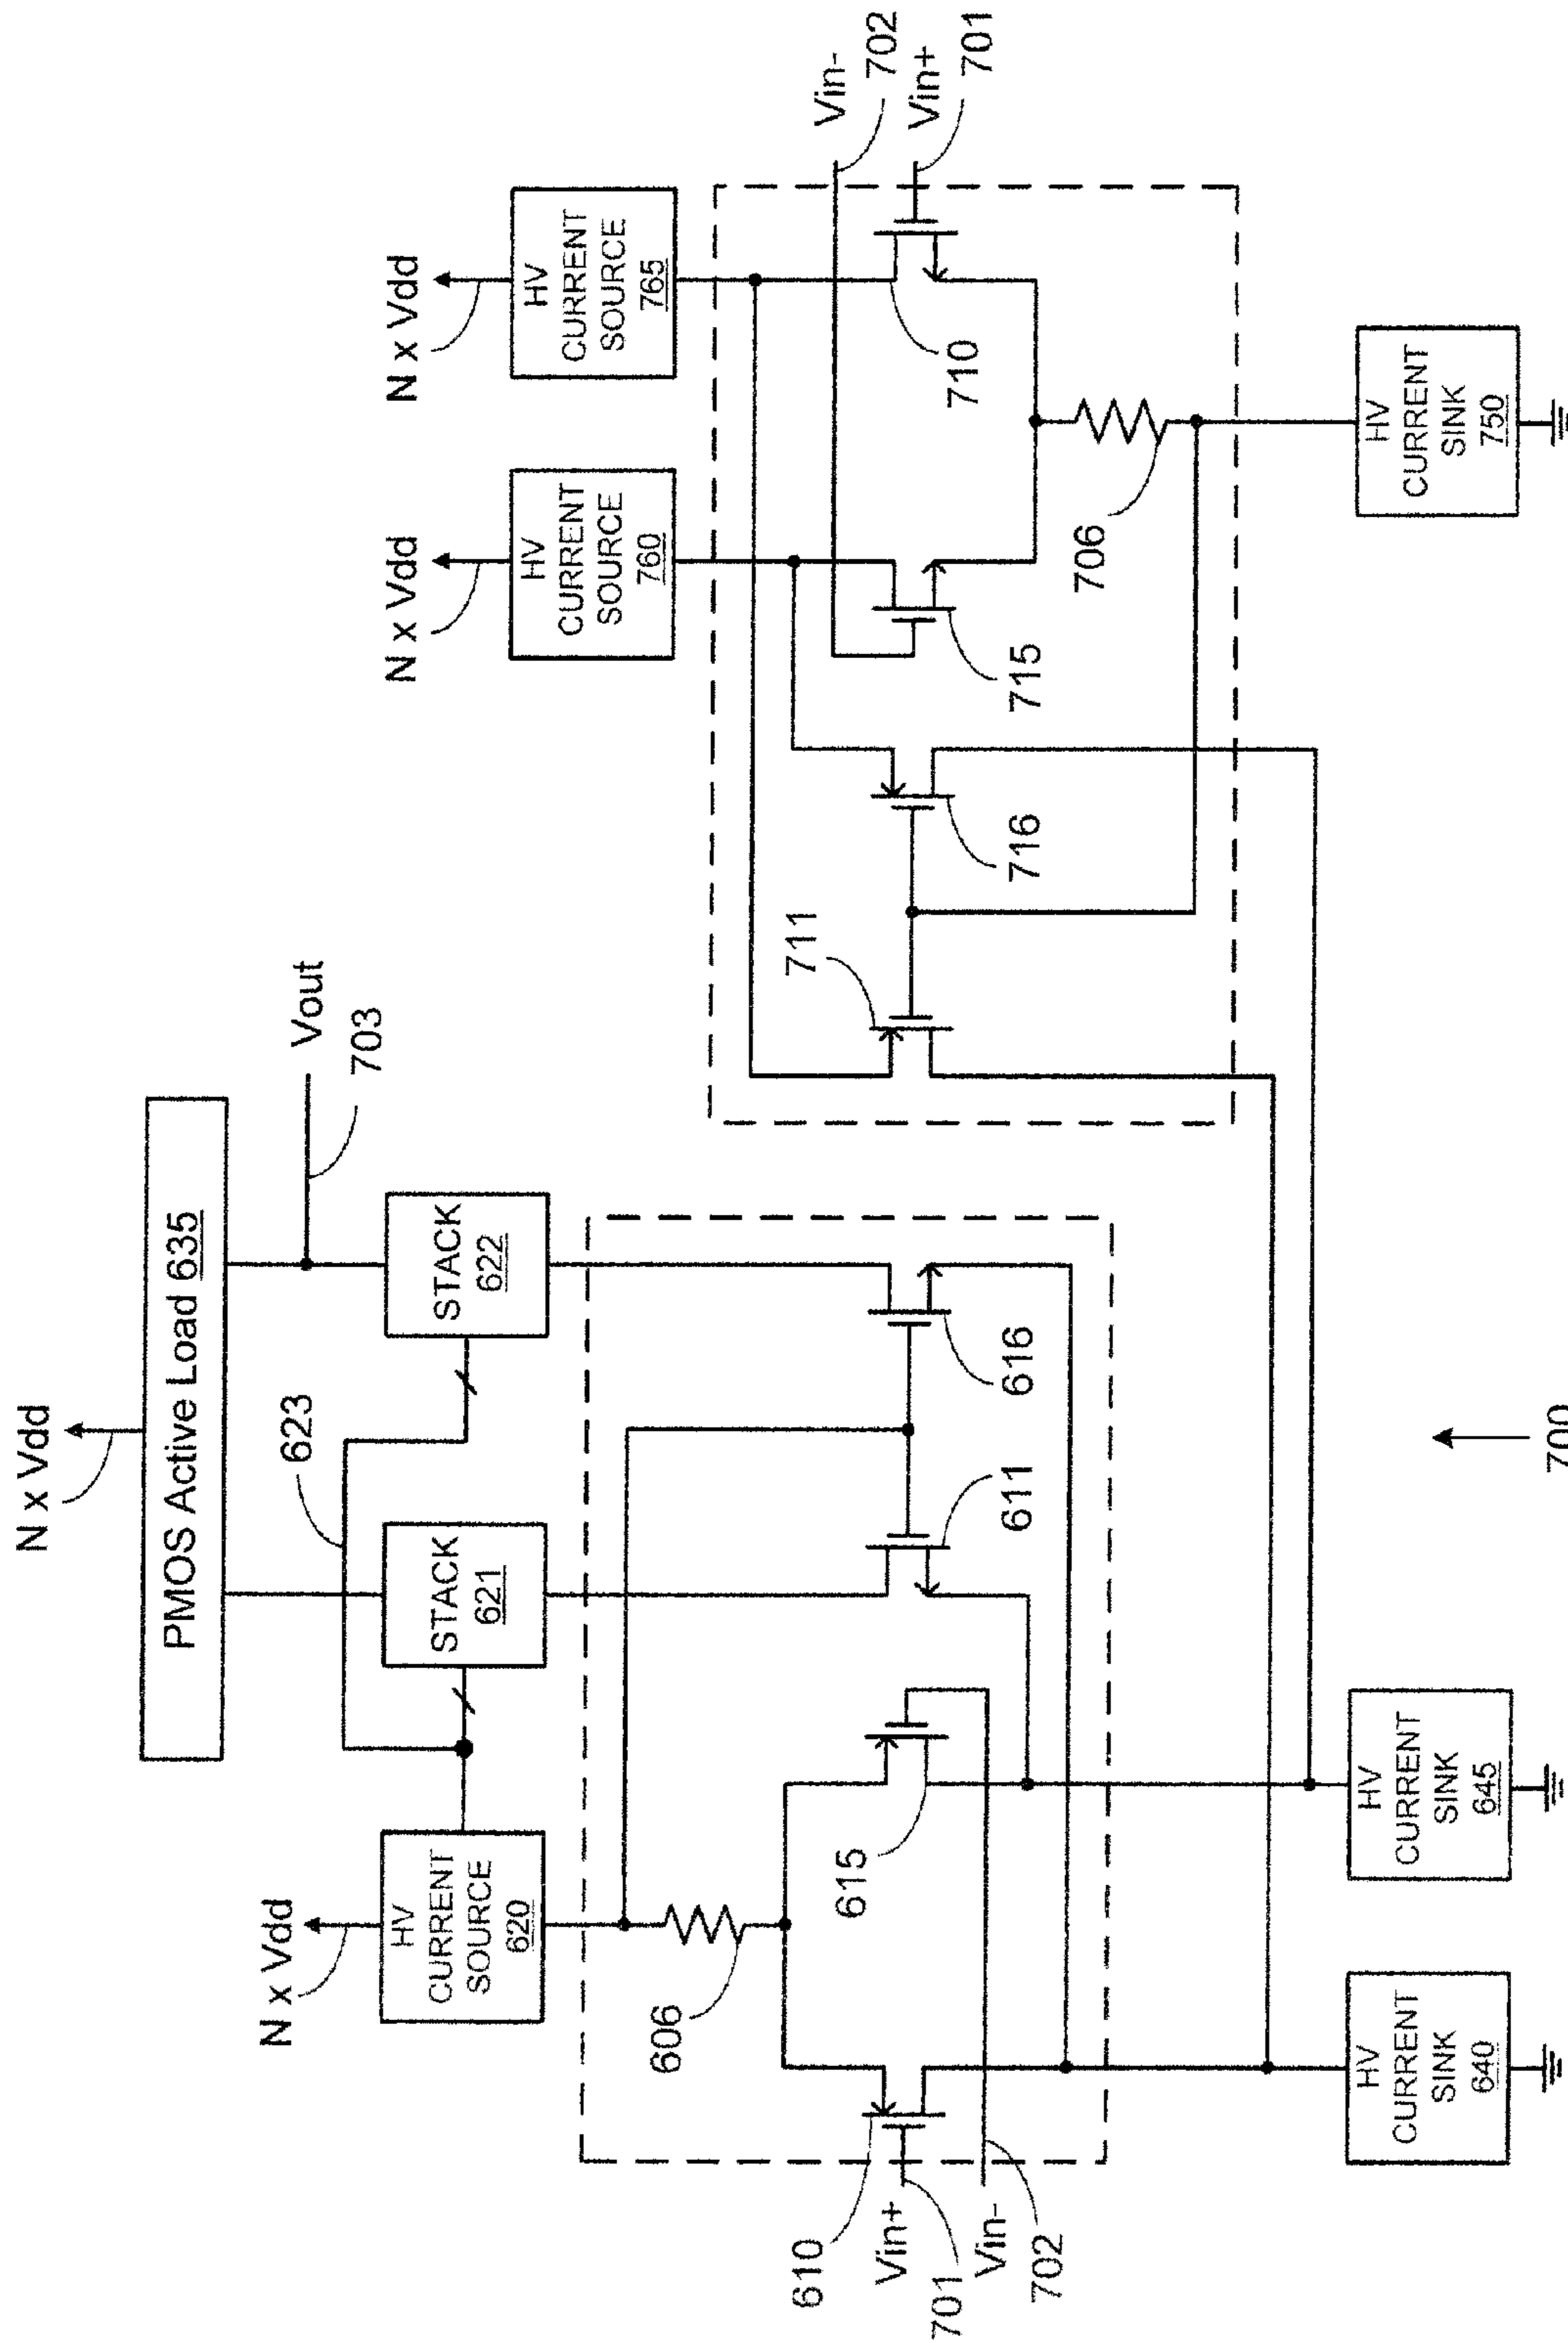 N x Vdd
PMOS Active Load 635
Vout
703
623
N x Vdd
HV
CURRENT
SOURCE
620
STACK
621
STACK
622
606
610
Vin+
701
Vin-
702
615
611
616
HV
CURRENT
SINK
640
HV
CURRENT
SINK
645
700
N x Vdd
HV
CURRENT
SOURCE
760
N x Vdd
HV
CURRENT
SOURCE
765
Vin-
702
Vin+
701
711
716
715
710
706
HV
CURRENT
SINK
750